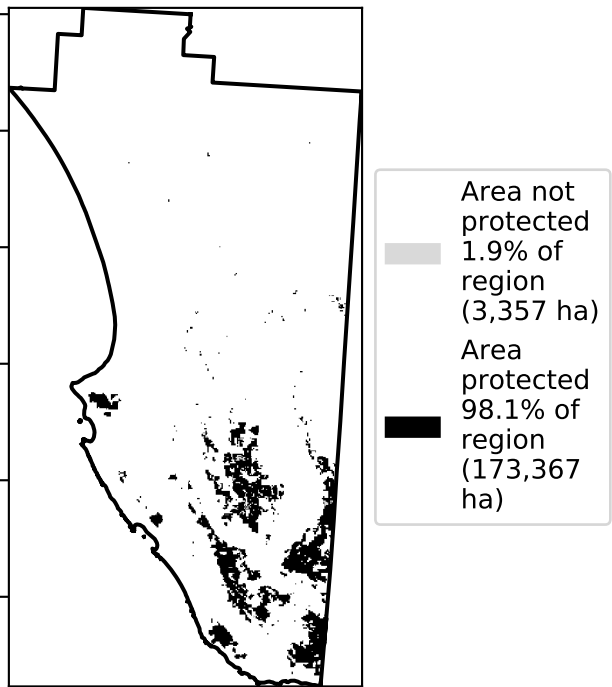 Area not
protected
1.9% of
region
(3,357 ha)
Area
protected
98.1% of
region
(173,367
ha)